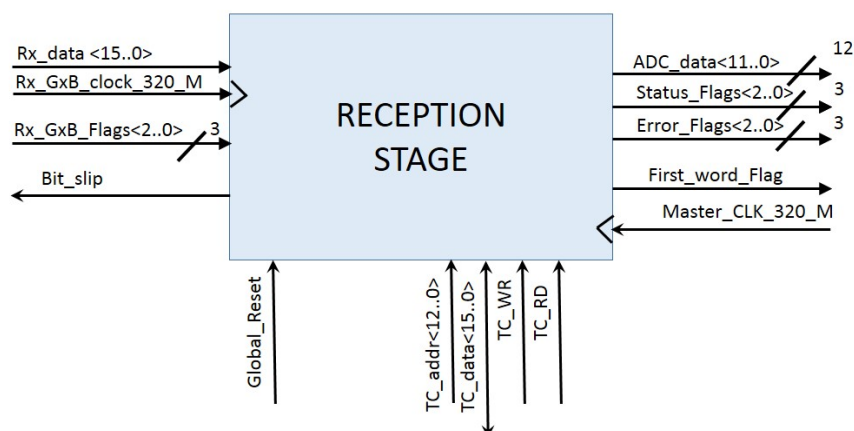 Rx_data <15..0>
Rx_GxB_clock_320_M
Rx_GxB_Flags<2..0>
3
Bit_slip
RECEPTION
STAGE
12
ADC_data<11..0>
3
Status_Flags<2..0>
3
Error_Flags<2..0>
First_word_Flag
Master_CLK_320_M
Global_Reset
TC_addr<12..0>
TC_data<15..0>
TC_WR
TC_RD